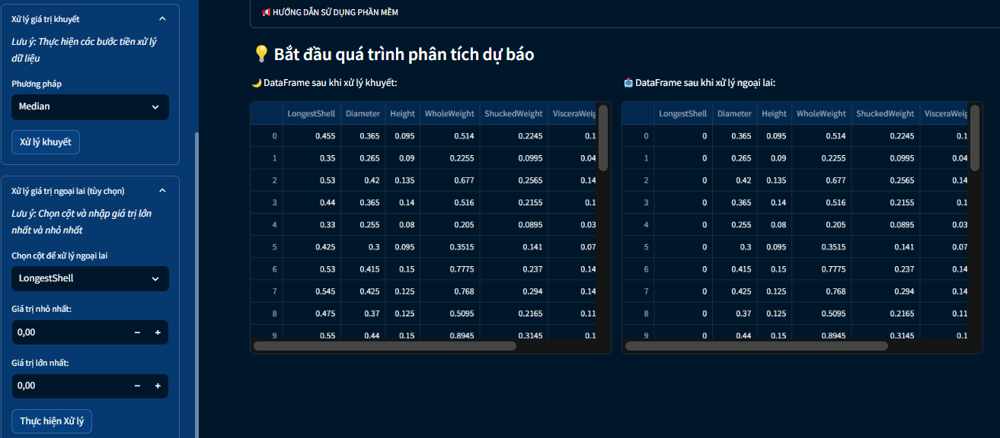 Xử lý giá trị khuyết
Lưu ý: Thực hiện các bước tiền xử lý
dữ liệu
Phương pháp
Median
Xử lý khuyết
Xử lý giá trị ngoại lai (tùy chọn)
Lưu ý: Chọn cột và nhập giá trị lớn
nhất và nhỏ nhất
Chọn cột để xử lý ngoại lai
LongestShell
Giá trị nhỏ nhất:
0,00 − +
Giá trị lớn nhất:
0,00 − +
Thực hiện Xử lý
📢 HƯỚNG DẪN SỬ DỤNG PHẦN MỀM
💡 Bắt đầu quá trình phân tích dự báo
🌙 DataFrame sau khi xử lý khuyết:
LongestShell Diameter Height WholeWeight ShuckedWeight VisceraWeig
0 0.455 0.365 0.095 0.514 0.2245 0.1
1 0.35 0.265 0.09 0.2255 0.0995 0.04
2 0.53 0.42 0.135 0.677 0.2565 0.14
3 0.44 0.365 0.14 0.516 0.2155 0.1
4 0.33 0.255 0.08 0.205 0.0895 0.03
5 0.425 0.3 0.095 0.3515 0.141 0.07
6 0.53 0.415 0.15 0.7775 0.237 0.14
7 0.545 0.425 0.125 0.768 0.294 0.14
8 0.475 0.37 0.125 0.5095 0.2165 0.11
9 0.55 0.44 0.15 0.8945 0.3145 0.1
DataFrame sau khi xử lý ngoại lai:
LongestShell Diameter Height WholeWeight ShuckedWeight VisceraWeig
0 0 0.365 0.095 0.514 0.2245 0.1
1 0 0.265 0.09 0.2255 0.0995 0.04
2 0 0.42 0.135 0.677 0.2565 0.14
3 0 0.365 0.14 0.516 0.2155 0.1
4 0 0.255 0.08 0.205 0.0895 0.03
5 0 0.3 0.095 0.3515 0.141 0.07
6 0 0.415 0.15 0.7775 0.237 0.14
7 0 0.425 0.125 0.768 0.294 0.14
8 0 0.37 0.125 0.5095 0.2165 0.11
9 0 0.44 0.15 0.8945 0.3145 0.1